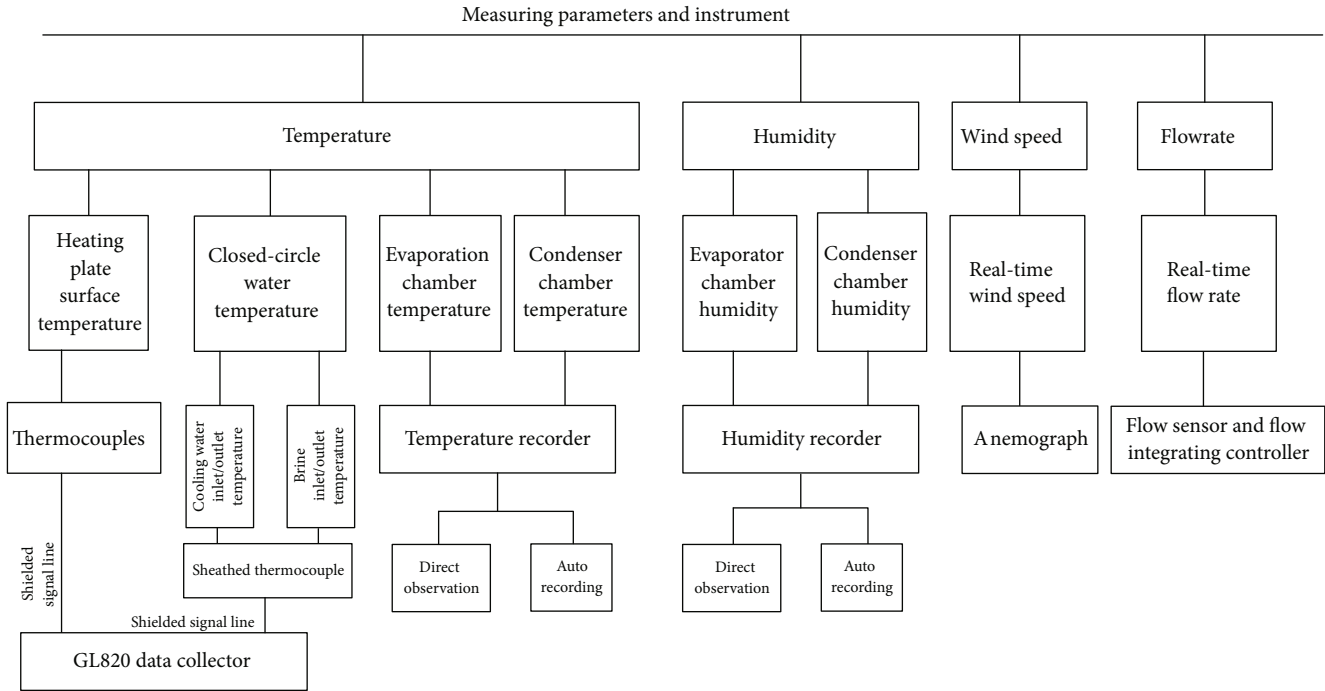 Measuring parameters and instrument
Temperature
Humidity
Wind speed
Flowrate
Heating
plate
surface
temperature
Closed-circle
water
temperature
Evaporation
chamber
temperature
Condenser
chamber
temperature
Evaporator
chamber
humidity
Condenser
chamber
humidity
Real-time
wind speed
Real-time
flow rate
Thermocouples
Cooling water
inlet/outlet
temperature
Brine
inlet/outlet
temperature
Temperature recorder
Humidity recorder
Anemograph
Flow sensor and flow
integrating controller
Shielded
signal line
Sheathed thermocouple
Direct
observation
Auto
recording
Direct
observation
Auto
recording
Shielded signal line
GL820 data collector